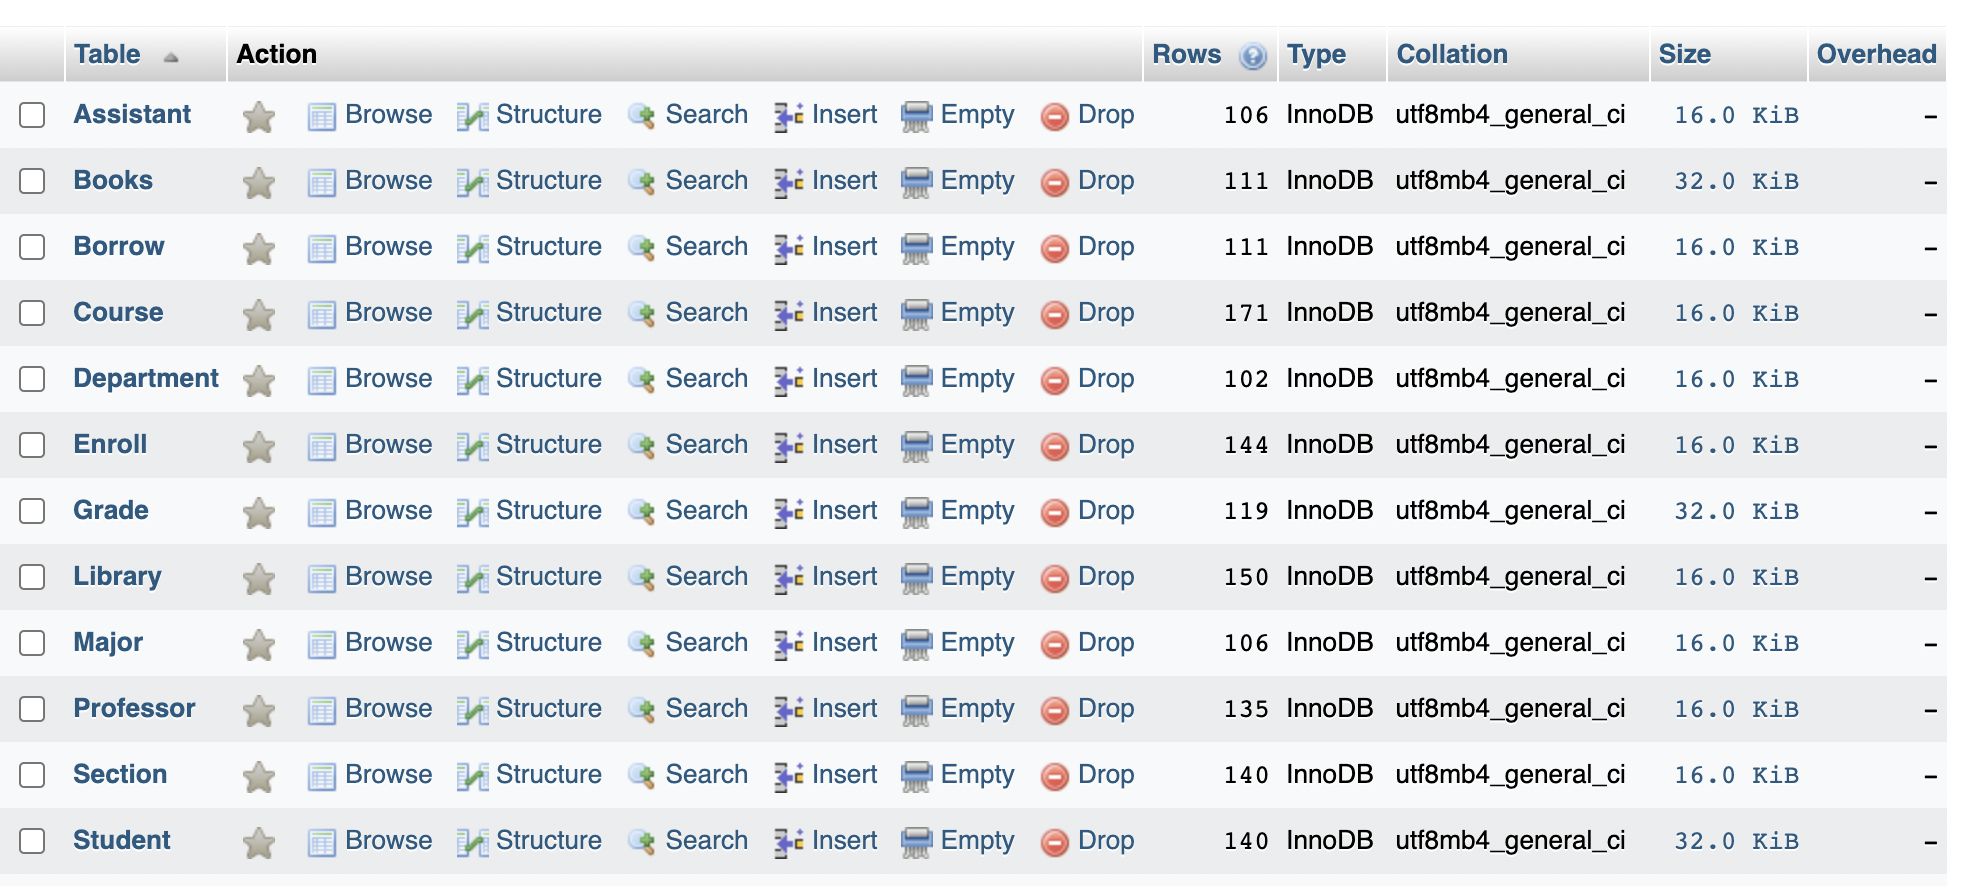 Table Action Rows Type Collation Size Overhead
Assistant Browse Structure Search Insert Empty Drop 106 InnoDB utf8mb4_general_ci 16.0 KiB –
Books Browse Structure Search Insert Empty Drop 111 InnoDB utf8mb4_general_ci 32.0 KiB –
Borrow Browse Structure Search Insert Empty Drop 111 InnoDB utf8mb4_general_ci 16.0 KiB –
Course Browse Structure Search Insert Empty Drop 171 InnoDB utf8mb4_general_ci 16.0 KiB –
Department Browse Structure Search Insert Empty Drop 102 InnoDB utf8mb4_general_ci 16.0 KiB –
Enroll Browse Structure Search Insert Empty Drop 144 InnoDB utf8mb4_general_ci 16.0 KiB –
Grade Browse Structure Search Insert Empty Drop 119 InnoDB utf8mb4_general_ci 32.0 KiB –
Library Browse Structure Search Insert Empty Drop 150 InnoDB utf8mb4_general_ci 16.0 KiB –
Major Browse Structure Search Insert Empty Drop 106 InnoDB utf8mb4_general_ci 16.0 KiB –
Professor Browse Structure Search Insert Empty Drop 135 InnoDB utf8mb4_general_ci 16.0 KiB –
Section Browse Structure Search Insert Empty Drop 140 InnoDB utf8mb4_general_ci 16.0 KiB –
Student Browse Structure Search Insert Empty Drop 140 InnoDB utf8mb4_general_ci 32.0 KiB –